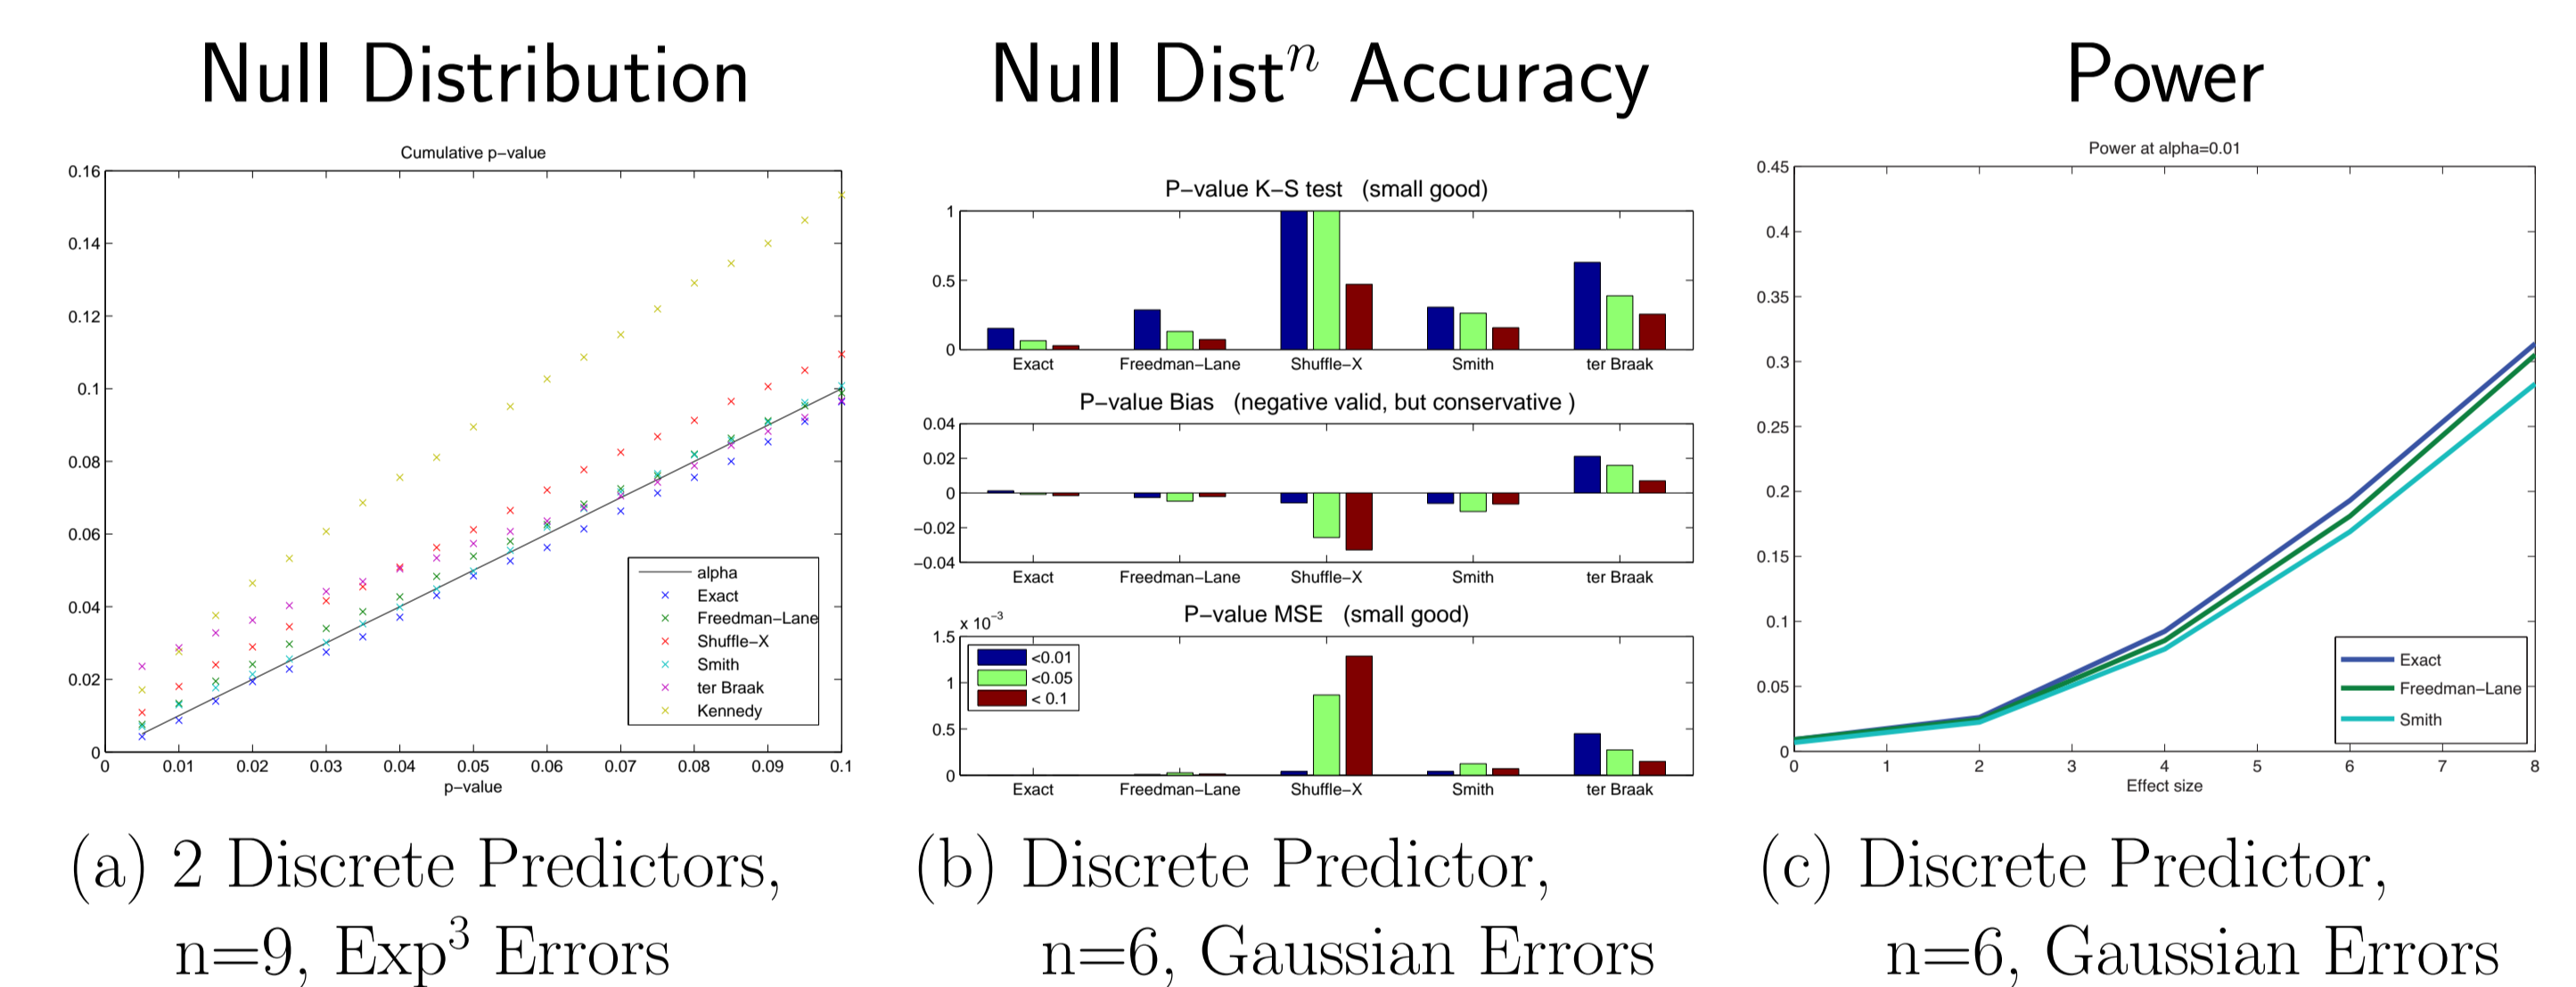 Null Distribution
Cumulative p−value
0.16
0.14
0.12
0.1
0.08
0.06
0.04
0.02
0
0 0.01 0.02 0.03 0.04 0.05 0.06 0.07 0.08 0.09 0.1
p−value
alpha
Exact
Freedman−Lane
Shuffle−X
Smith
ter Braak
Kennedy
(a) 2 Discrete Predictors,
n=9, Exp³ Errors
Null Distⁿ Accuracy
P−value K−S test (small good)
1
0.5
0
Exact Freedman−Lane Shuffle−X Smith ter Braak
P−value Bias (negative valid, but conservative )
0.04
0.02
0
−0.02
−0.04
Exact Freedman−Lane Shuffle−X Smith ter Braak
P−value MSE (small good)
x 10⁻³
1.5
1
0.5
0
<0.01
<0.05
< 0.1
Exact Freedman−Lane Shuffle−X Smith ter Braak
(b) Discrete Predictor,
n=6, Gaussian Errors
Power
Power at alpha=0.01
0.45
0.4
0.35
0.3
0.25
0.2
0.15
0.1
0.05
0
0 1 2 3 4 5 6 7 8
Effect size
Exact
Freedman−Lane
Smith
(c) Discrete Predictor,
n=6, Gaussian Errors